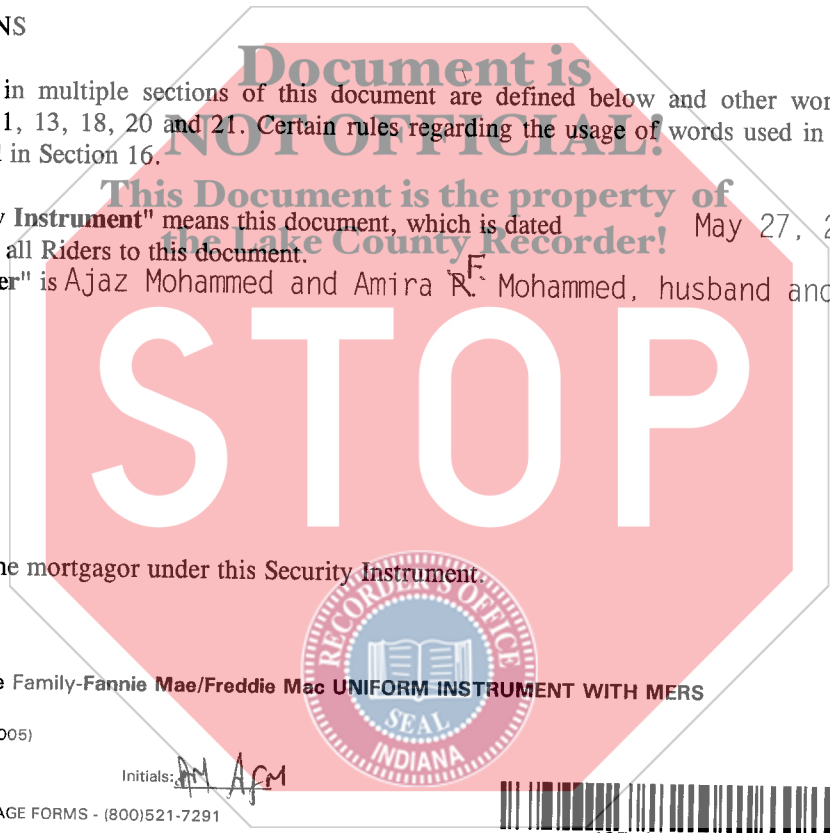 NS
Document is
in multiple sections of this document are defined below and other wor
1, 13, 18, 20 and 21. Certain rules regarding the usage of words used in
NOT OFFICIAL!
in Section 16.
This Document is the property of
y Instrument" means this document, which is dated May 27, 2
the Lake County Recorder!
all Riders to this document.
er" is Ajaz Mohammed and Amira R. F. Mohammed, husband and
STOP
ne mortgagor under this Security Instrument.
RECORDER'S OFFICE
e Family-Fannie Mae/Freddie Mac UNIFORM INSTRUMENT WITH MERS
SEAL
005)
INDIANA
Initials: AM AFM
AGE FORMS - (800)521-7291